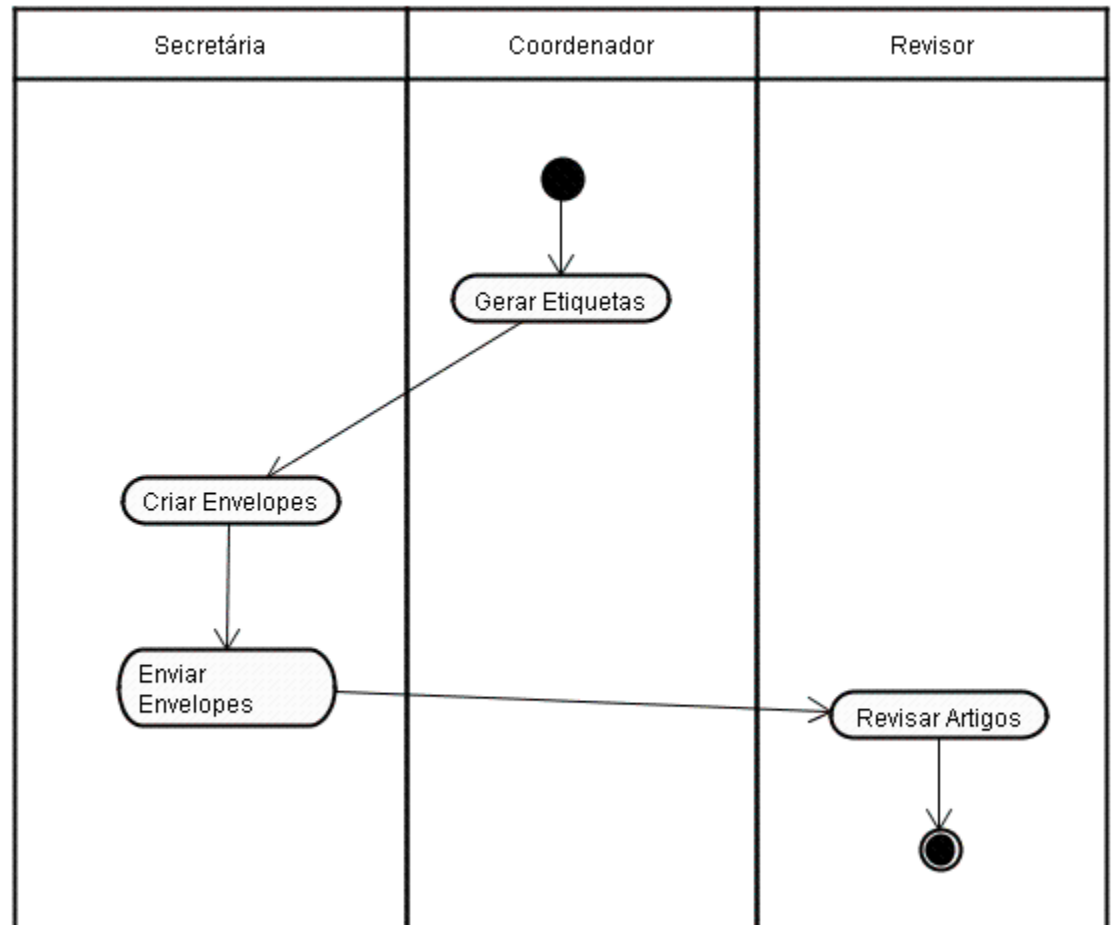 Secretária
Coordenador
Revisor
Gerar Etiquetas
Criar Envelopes
Enviar
Envelopes
Revisar Artigos